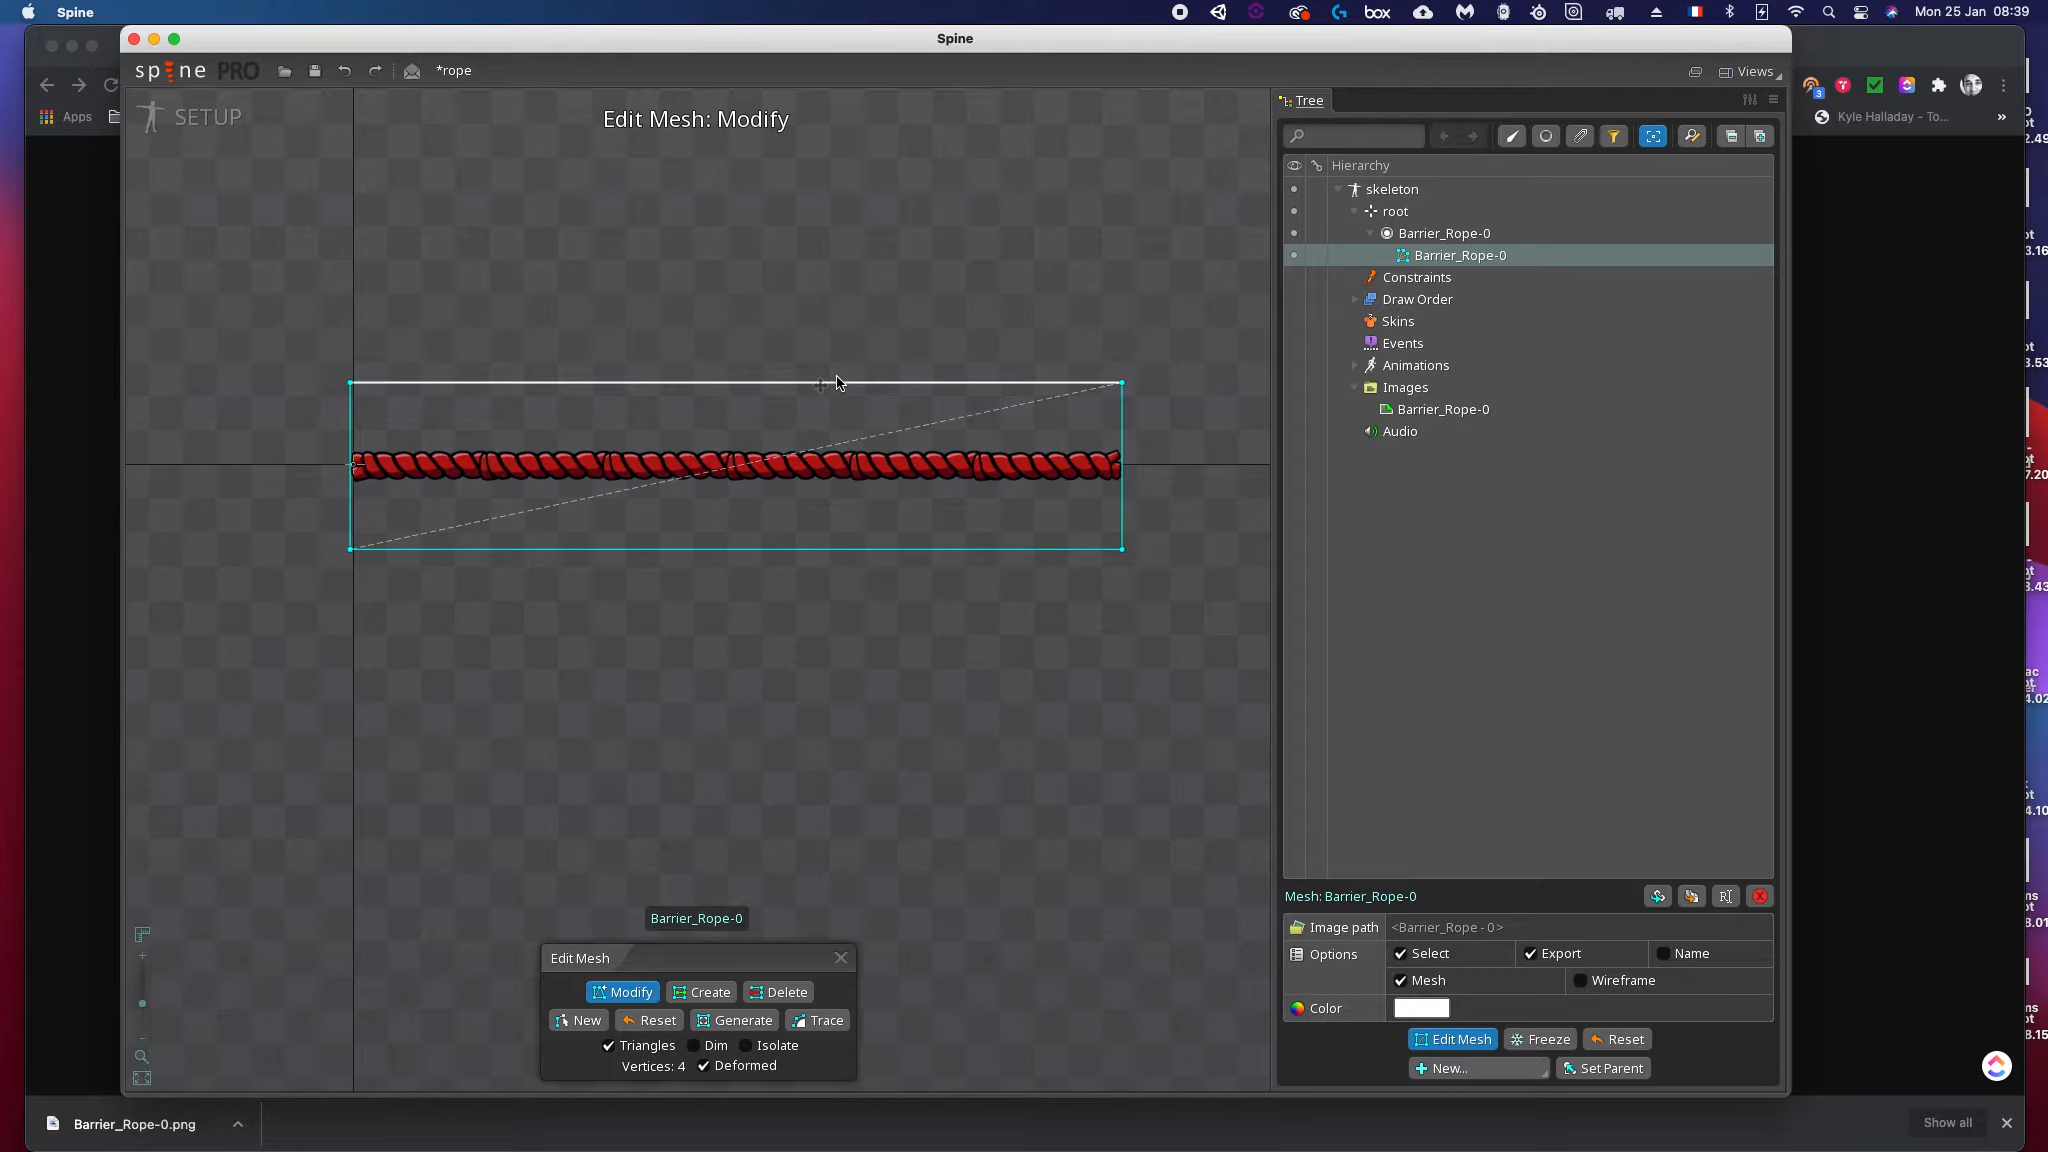 Spine
box
Mon 25 Jan 08:39
Spine
spine PRO
*rope
Views
SETUP
Edit Mesh: Modify
Tree
Apps
3
Kyle Halladay - To...
»
Hierarchy
skeleton
root
Barrier_Rope-0
Barrier_Rope-0
Constraints
Draw Order
Skins
Events
Animations
Images
Barrier_Rope-0
Audio
Mesh: Barrier_Rope-0
Image path
<Barrier_Rope - 0>
Options
Select
Export
Name
Mesh
Wireframe
Color
Edit Mesh
Freeze
Reset
New...
Set Parent
Barrier_Rope-0
Edit Mesh
Modify
Create
Delete
New
Reset
Generate
Trace
Triangles
Dim
Isolate
Vertices: 4
Deformed
Barrier_Rope-0.png
Show all